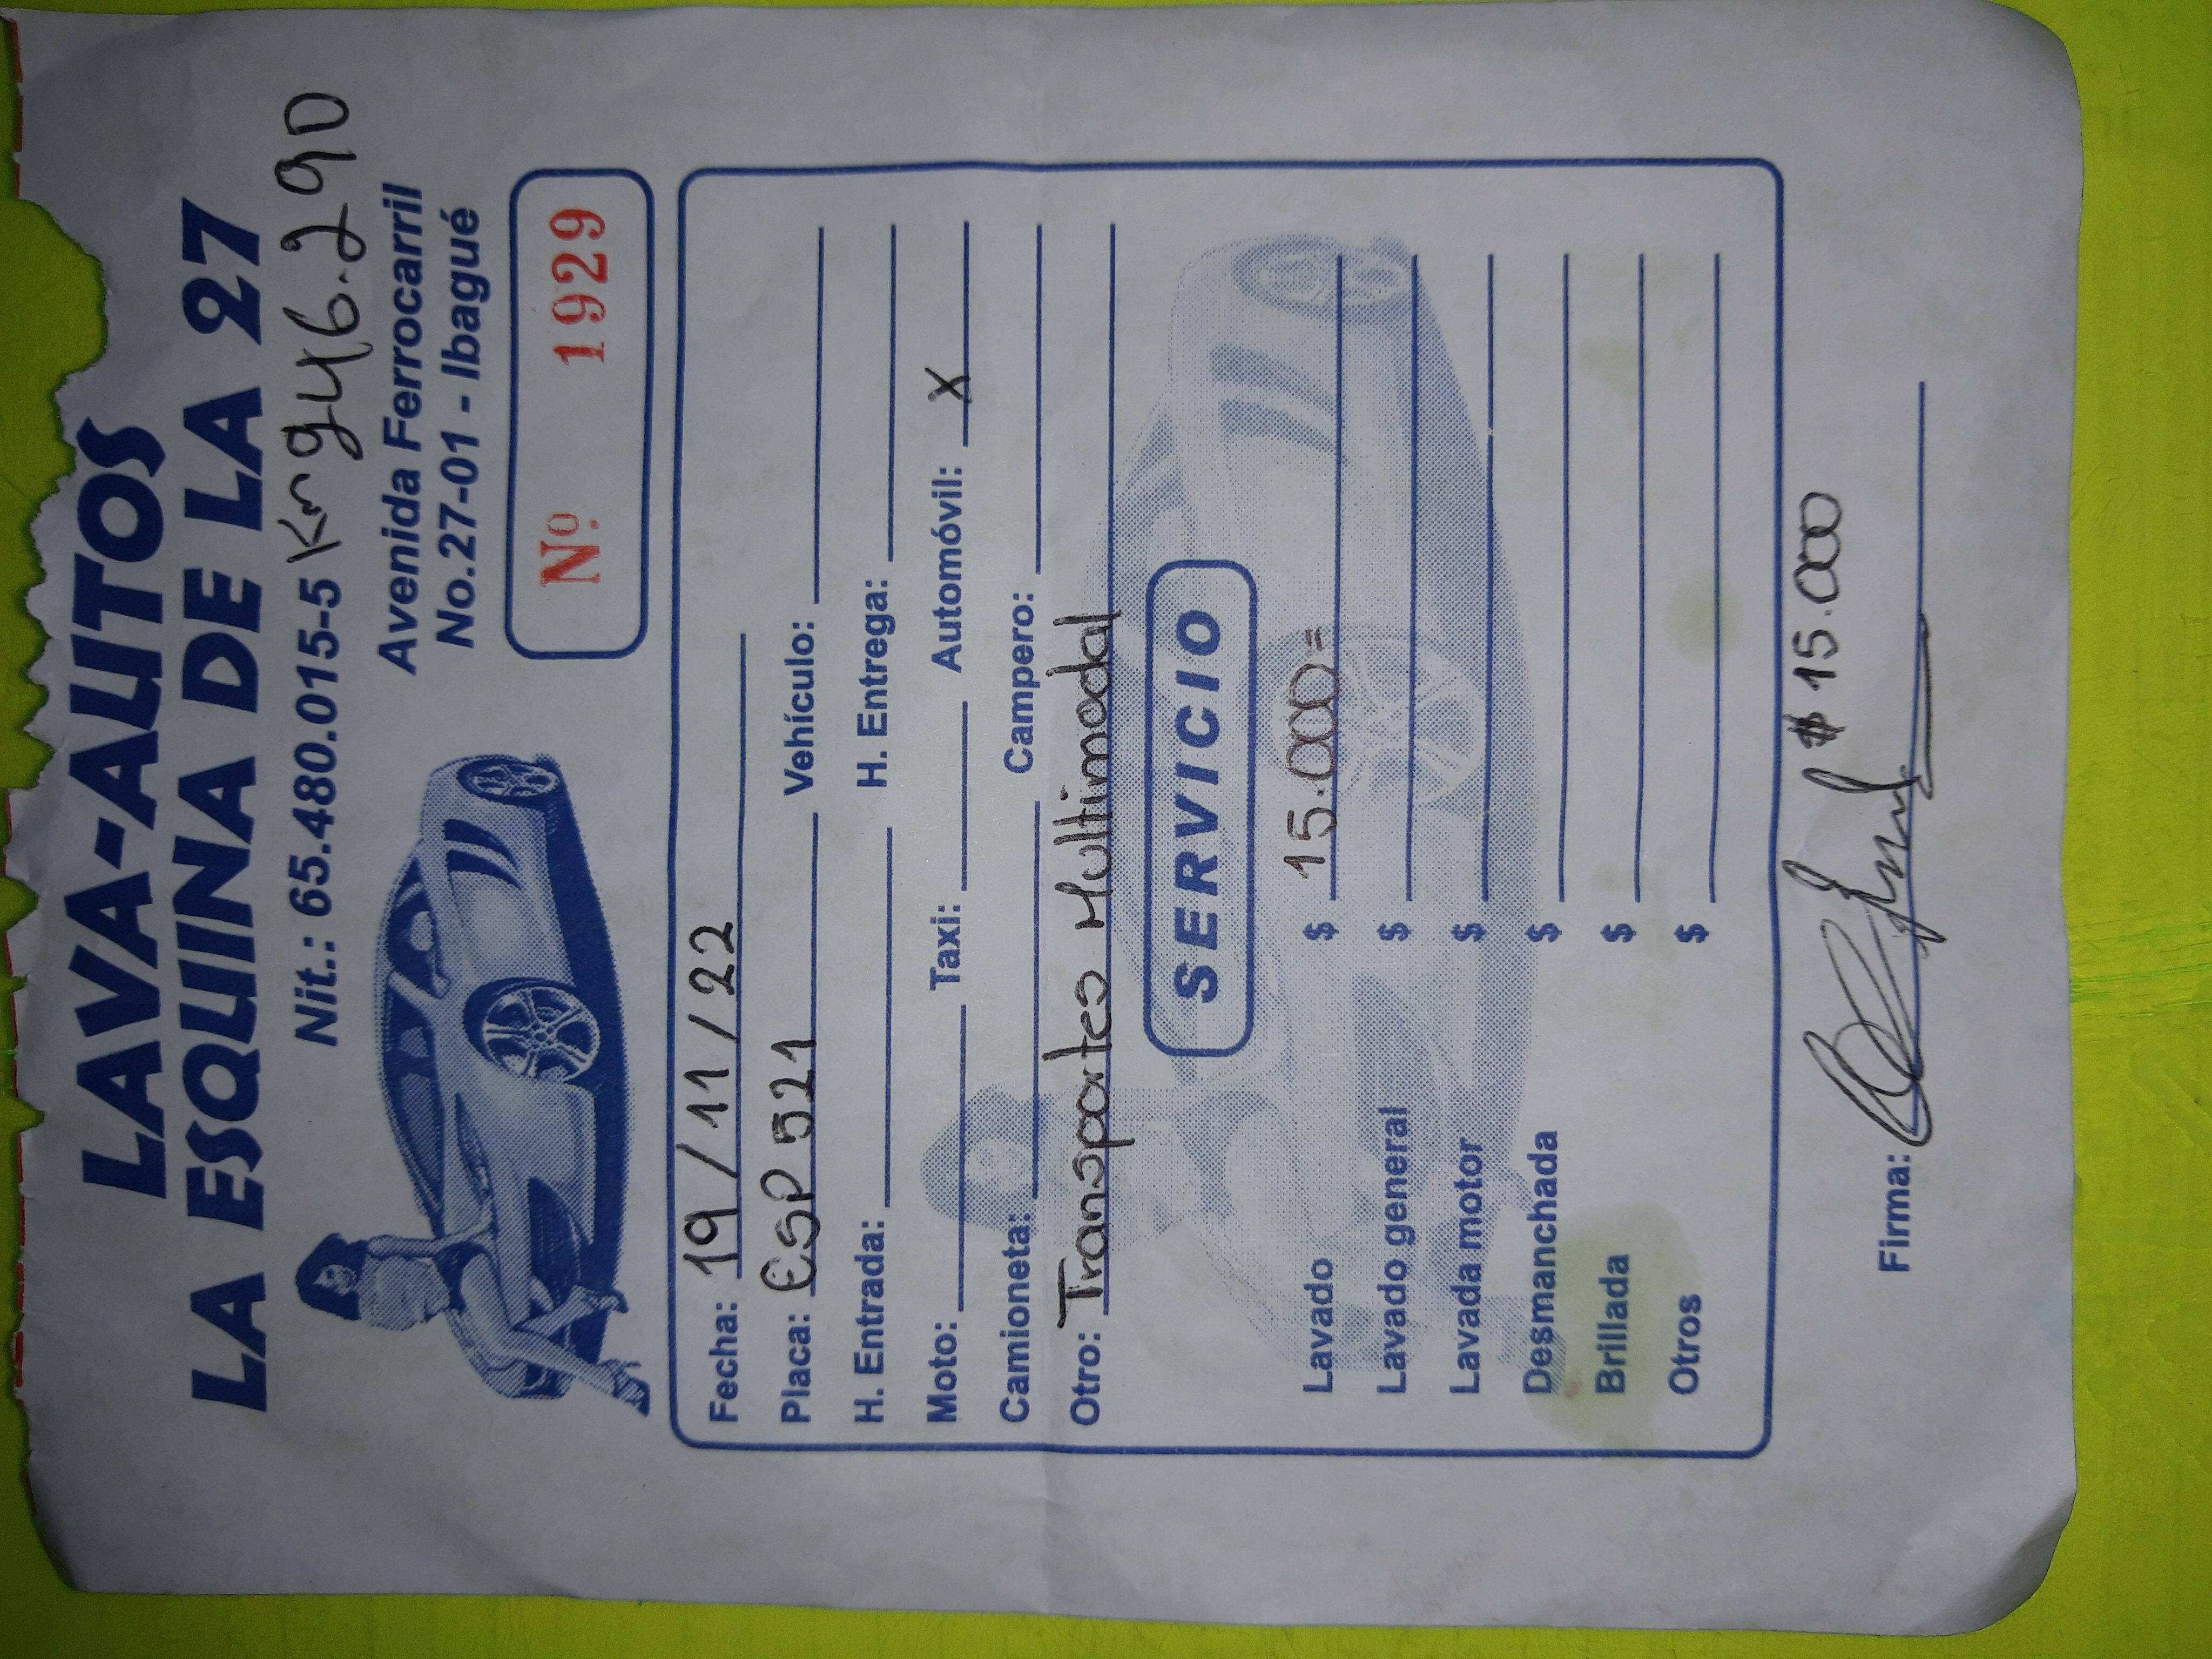 LAVA-AUTOS
LA ESQUINA DE LA 27
Nit.: 65.480.015-5 Km 946.290
Avenida Ferrocarril
No.27-01 - Ibagué
Nº 1929
Fecha: 19/11/22
Placa: ESP 521 Vehículo:
H. Entrada: H. Entrega:
Moto: Taxi: Automóvil: X
Camioneta: Campero:
Otro: Transportes Multimodal
SERVICIO
Lavado $ 15.000=
Lavado general $
Lavada motor $
Desmanchada $
Brillada $
Otros $
$ 15.000
Firma: